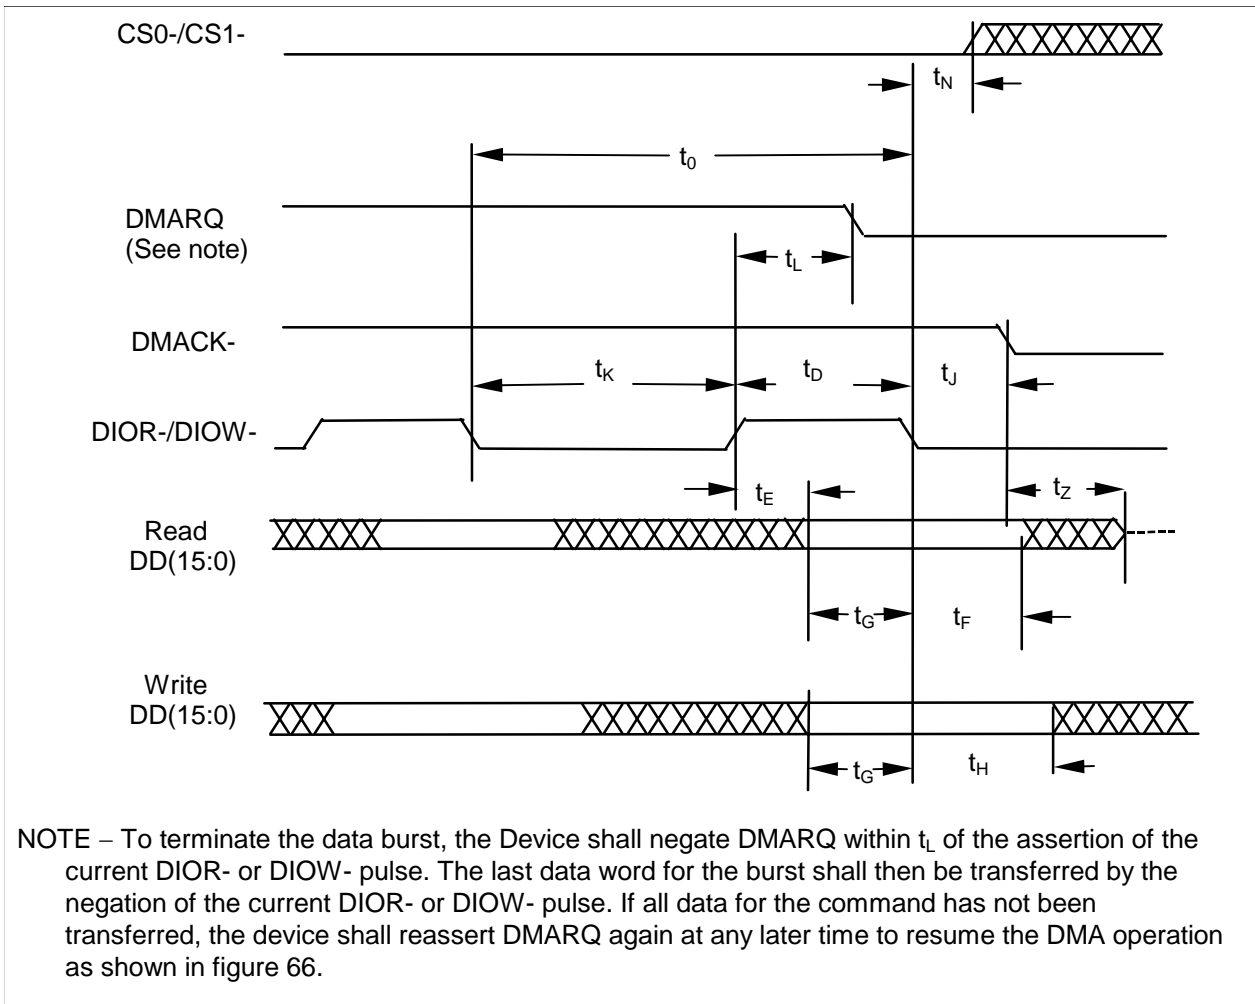 CS0-/CS1-
tN
t0
DMARQ
(See note)
tL
DMACK-
tK
tD
tJ
DIOR-/DIOW-
tE
tZ
Read
DD(15:0)
tG
tF
Write
DD(15:0)
tG
tH
NOTE – To terminate the data burst, the Device shall negate DMARQ within tL of the assertion of the
current DIOR- or DIOW- pulse. The last data word for the burst shall then be transferred by the
negation of the current DIOR- or DIOW- pulse. If all data for the command has not been
transferred, the device shall reassert DMARQ again at any later time to resume the DMA operation
as shown in figure 66.